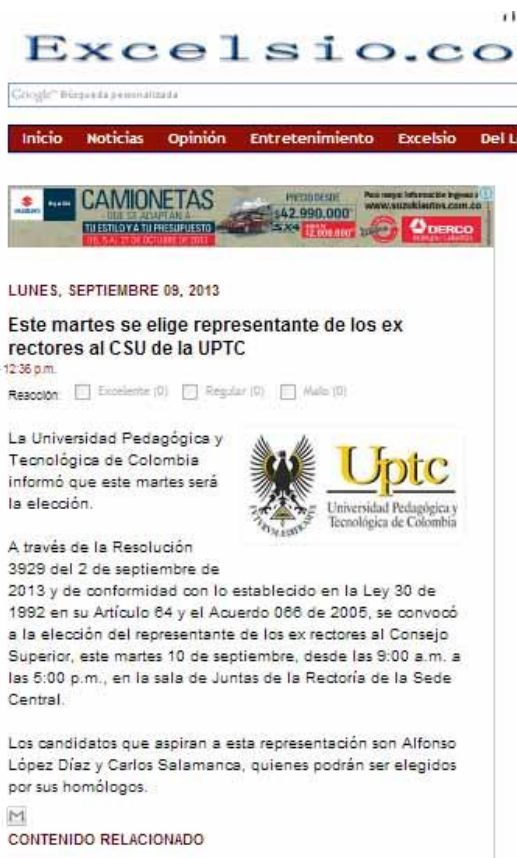 Excelsio.co
Google™ Búsqueda personalizada
Inicio Noticias Opinión Entretenimiento Excelsio Del L
SUZUKI
CAMIONETAS
QUE SE ADAPTAN A
TU ESTILO Y A TU PRESUPUESTO
PRECIO DESDE
$42.990.000
SX4
Para mayor información ingrese a
www.suzukiautos.com.co
DERCO
LUNES, SEPTIEMBRE 09, 2013
Este martes se elige representante de los ex
rectores al CSU de la UPTC
12:36 p.m.
Reacción: Excelente (0) Regular (0) Malo (0)
La Universidad Pedagógica y
Tecnológica de Colombia
informó que este martes será
la elección.
Uptc
Universidad Pedagógica y
Tecnológica de Colombia
A través de la Resolución
3929 del 2 de septiembre de
2013 y de conformidad con lo establecido en la Ley 30 de
1992 en su Artículo 64 y el Acuerdo 066 de 2005, se convocó
a la elección del representante de los ex rectores al Consejo
Superior, este martes 10 de septiembre, desde las 9:00 a.m. a
las 5:00 p.m., en la sala de Juntas de la Rectoría de la Sede
Central.
Los candidatos que aspiran a esta representación son Alfonso
López Díaz y Carlos Salamanca, quienes podrán ser elegidos
por sus homólogos.
CONTENIDO RELACIONADO